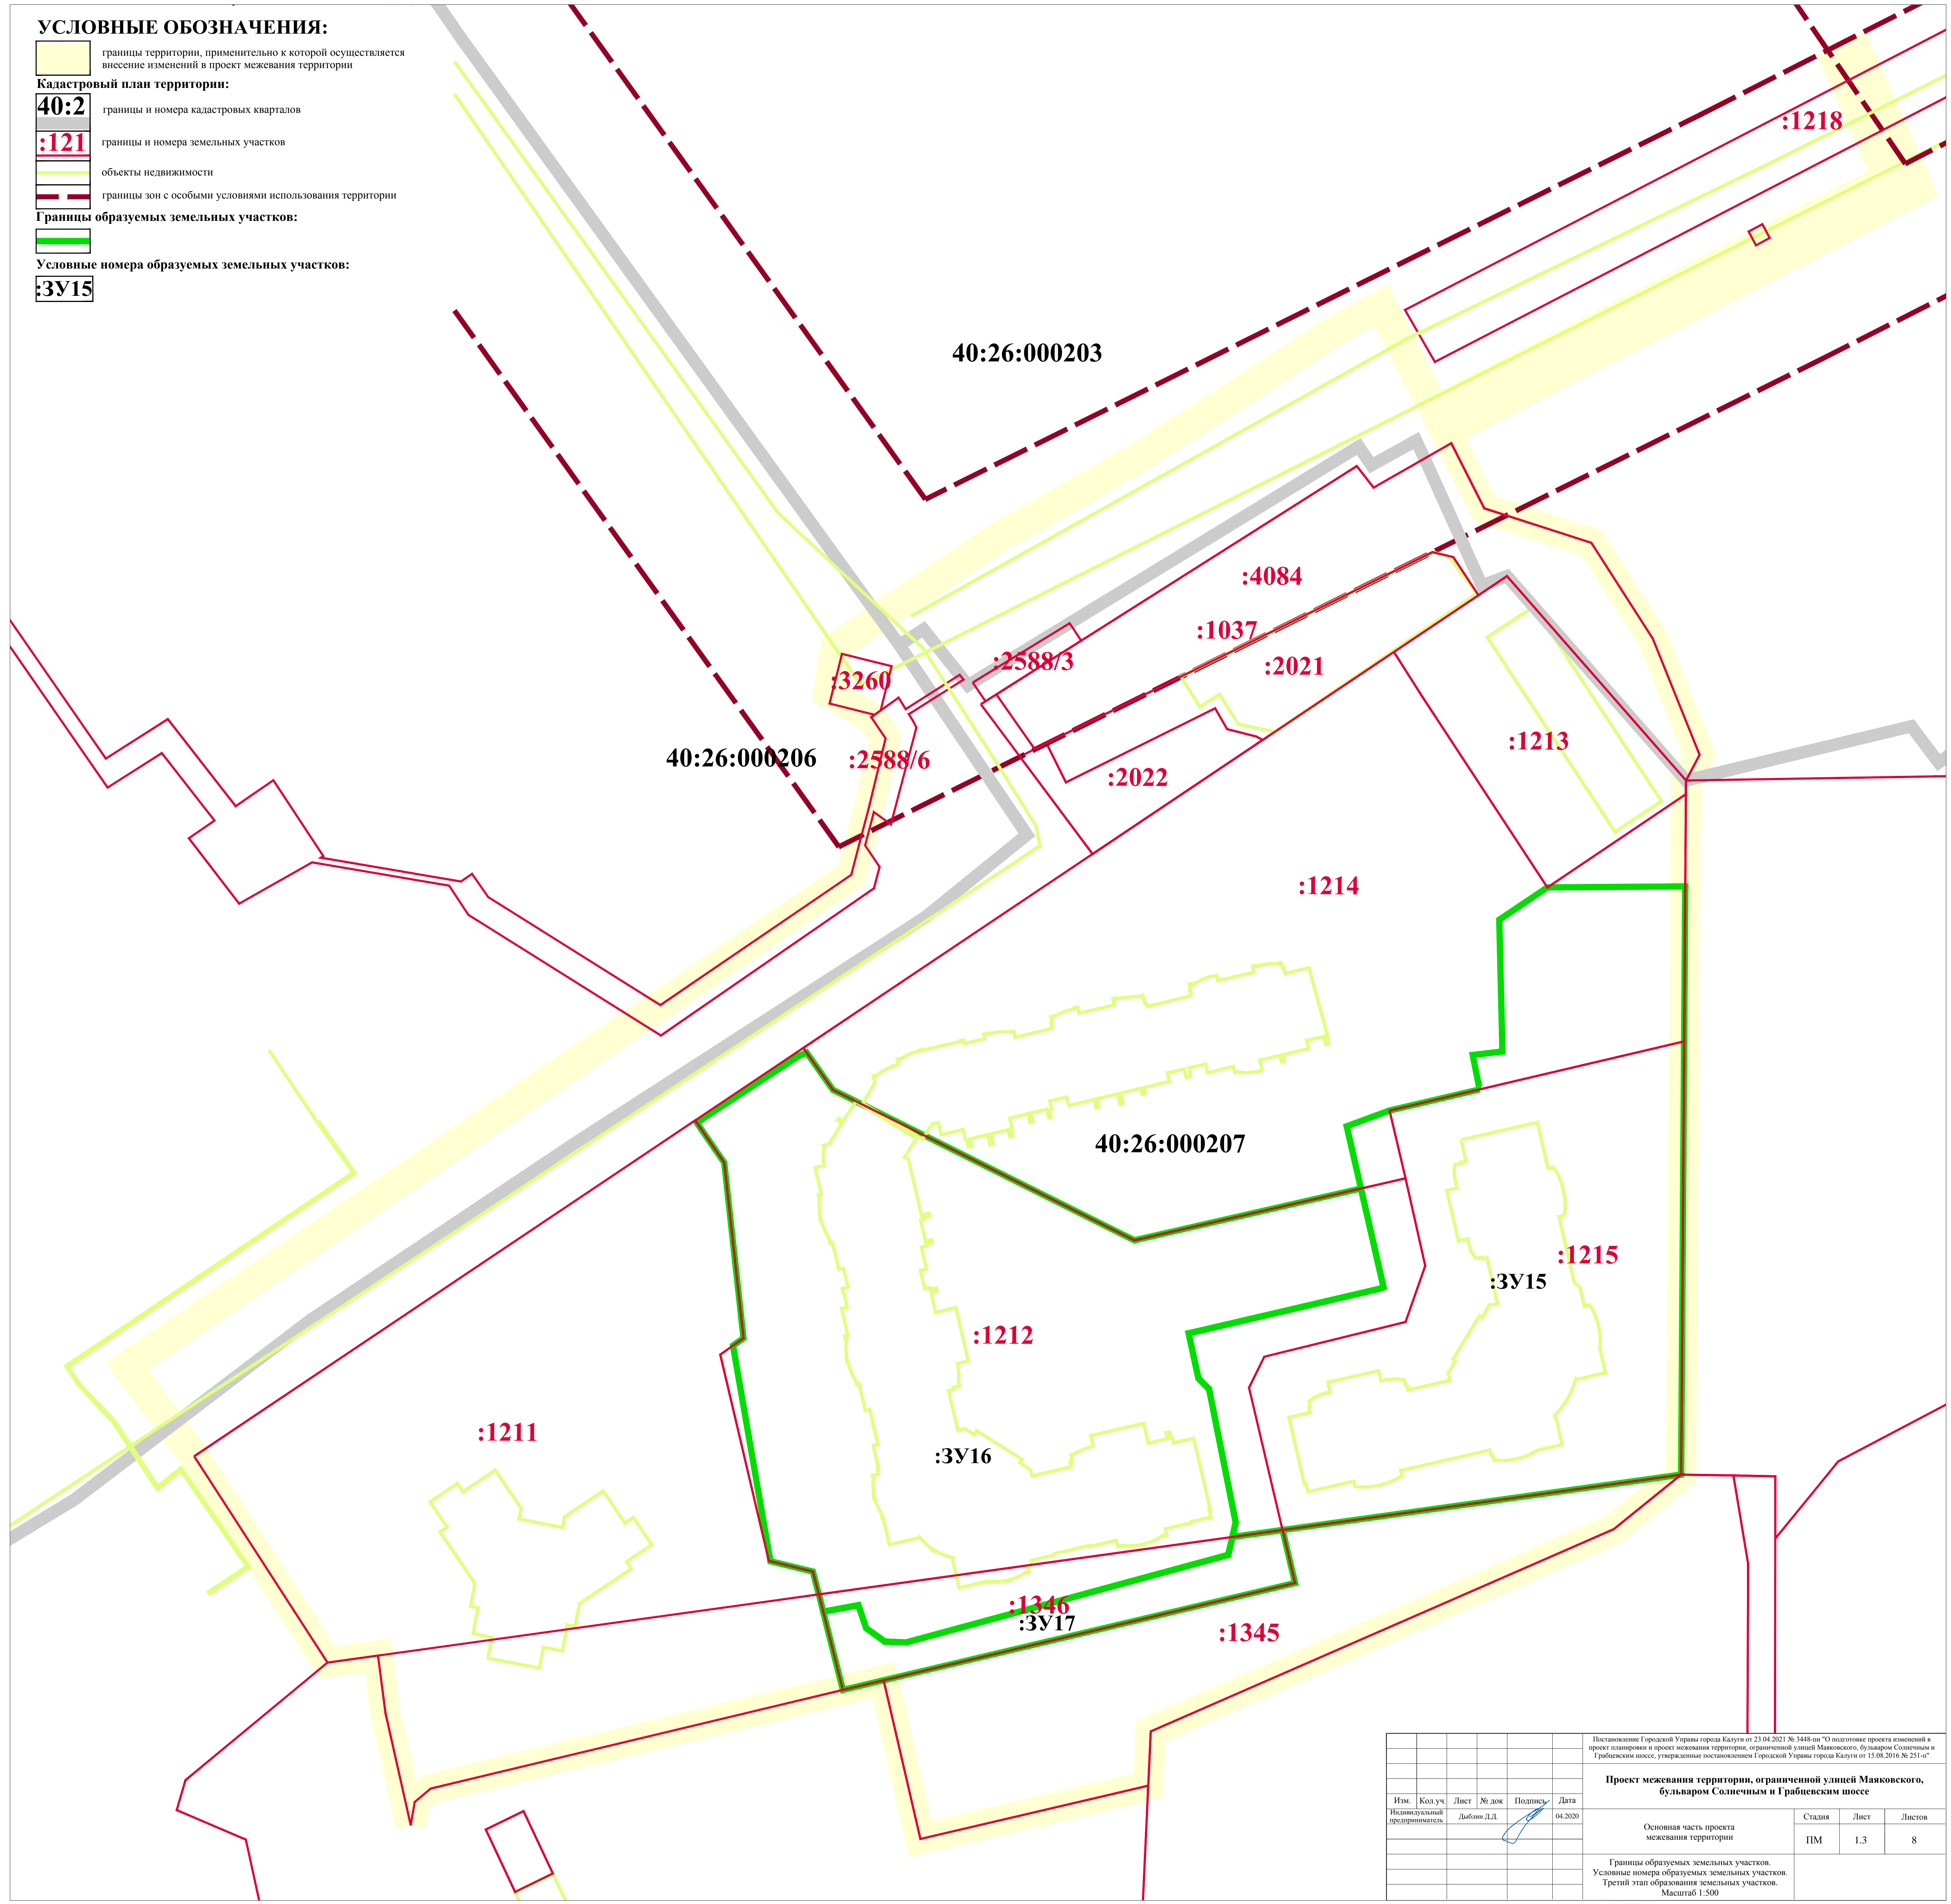 УСЛОВНЫЕ ОБОЗНАЧЕНИЯ:
границы территории, применительно к которой осуществляется
внесение изменений в проект межевания территории
Кадастровый план территории:
40:2
границы и номера кадастровых кварталов
:121
границы и номера земельных участков
объекты недвижимости
границы зон с особыми условиями использования территории
Границы образуемых земельных участков:
Условные номера образуемых земельных участков:
:ЗУ15
:1218
40:26:000203
:4084
:1037
:2588/3
:2021
:3260
:1213
40:26:000206
:2588/6
:2022
:1214
40:26:000207
:1215
:ЗУ15
:1212
:1211
:ЗУ16
:1346
:ЗУ17
:1345
Постановление Городской Управы города Калуги от 23.04.2021 № 3448-пи "О подготовке проекта изменений в
проект планировки и проект межевания территории, ограниченной улицей Маяковского, бульваром Солнечным и
Грабцевским шоссе, утвержденные постановлением Городской Управы города Калуги от 15.08.2016 № 251-п"
Проект межевания территории, ограниченной улицей Маяковского,
бульваром Солнечным и Грабцевским шоссе
Изм. Кол.уч. Лист № док Подпись Дата
Индивидуальный
предприниматель
Дыблин Д.Д. 04.2020
Основная часть проекта
межевания территории
Стадия Лист Листов
ПМ 1.3 8
Границы образуемых земельных участков.
Условные номера образуемых земельных участков.
Третий этап образования земельных участков.
Масштаб 1:500